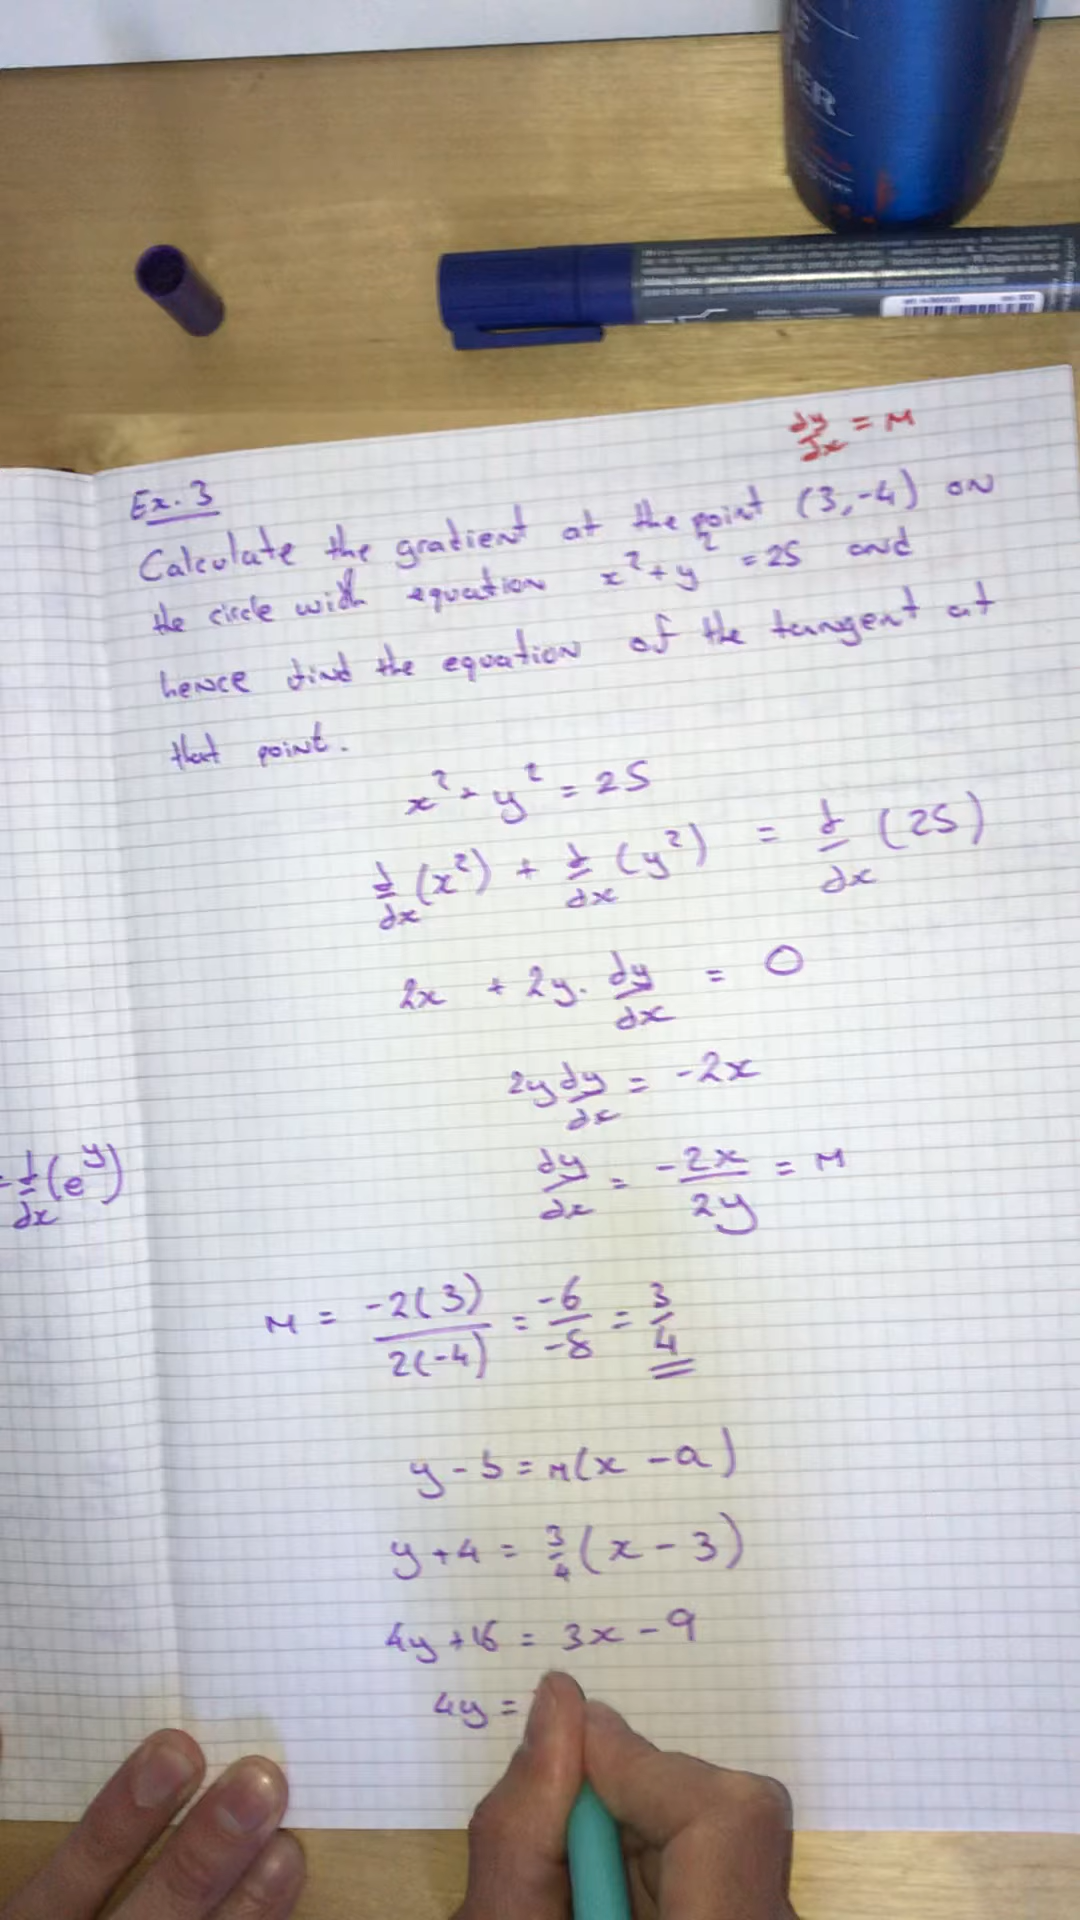 ER
dy/dx = M
Ex. 3
Calculate the gradient at the point (3,-4) on
the circle with equation x² + y² = 25 and
hence find the equation of the tangent at
that point.
x² + y² = 25
d/dx (x²) + d/dx (y²) = d/dx (25)
2x + 2y. dy/dx = 0
2y dy/dx = -2x
d/dx (e^y)
dy/dx = -2x/2y = M
M = -2(3)/2(-4) = -6/-8 = 3/4
y - b = M(x - a)
y + 4 = 3/4 (x - 3)
4y + 16 = 3x - 9
4y =